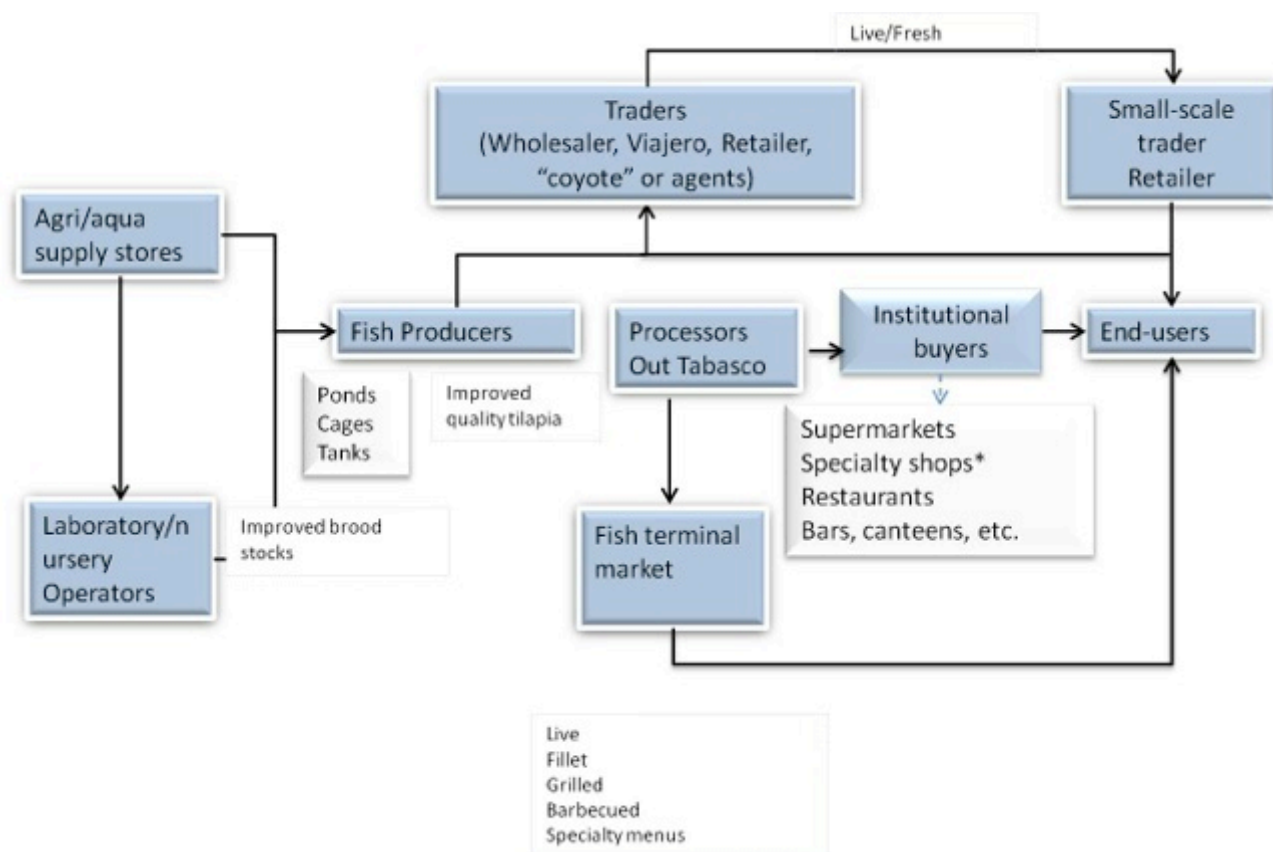 Live/Fresh
Traders
(Wholesaler, Viajero, Retailer,
“coyote” or agents)
Small-scale
trader
Retailer
Agri/aqua
supply stores
Fish Producers
Processors
Out Tabasco
Institutional
buyers
End-users
Ponds
Cages
Tanks
Improved
quality tilapia
Supermarkets
Specialty shops*
Restaurants
Bars, canteens, etc.
Laboratory/n
ursery
Operators
Improved brood
stocks
Fish terminal
market
Live
Fillet
Grilled
Barbecued
Specialty menus